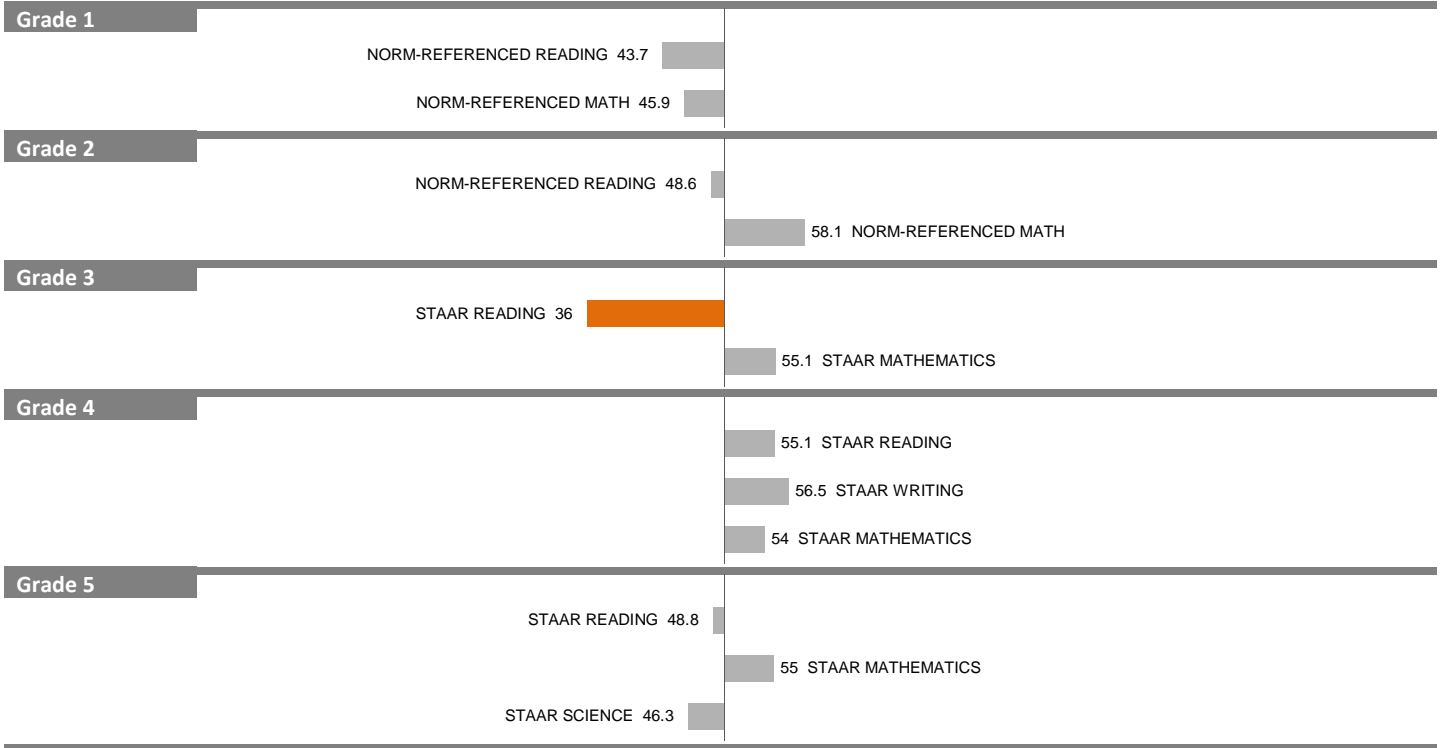 Grade 1
NORM-REFERENCED READING 43.7
NORM-REFERENCED MATH 45.9
Grade 2
NORM-REFERENCED READING 48.6
58.1 NORM-REFERENCED MATH
Grade 3
STAAR READING 36
55.1 STAAR MATHEMATICS
Grade 4
55.1 STAAR READING
56.5 STAAR WRITING
54 STAAR MATHEMATICS
Grade 5
STAAR READING 48.8
55 STAAR MATHEMATICS
STAAR SCIENCE 46.3